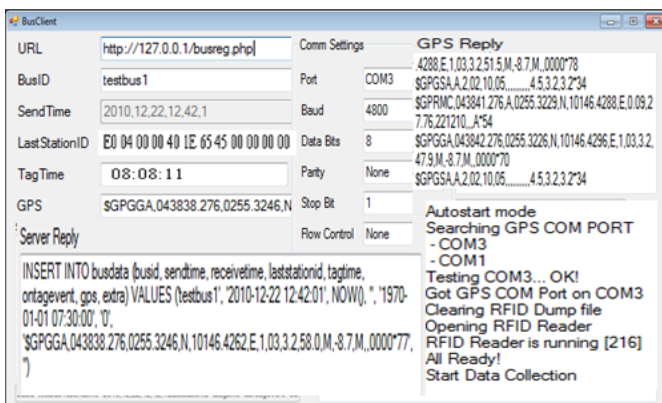 BusClient
URL
http://127.0.0.1/busreg.php
BusID
testbus1
SendTime
2010,12,22,12,42,1
LastStationID
E0 04 00 00 40 1E 65 45 00 00 00 00
TagTime
08:08:11
GPS
$GPGGA,043838.276,0255.3246,N
Comm Settings
Port
COM3
Baud
4800
Data Bits
8
Parity
None
Stop Bit
1
Flow Control
None
GPS Reply
.4288,E,1,03,3.2,51.5,M,-8.7,M,,0000*78
$GPGSA,A,2,02,10,05,,,,,,,,,,4.5,3.2,3.2*34
$GPRMC,043841.276,A,0255.3229,N,10146.4288,E,0.09,2
7.76,221210,,,A*54
$GPGGA,043842.276,0255.3226,N,10146.4296,E,1,03,3.2,
47.9,M,-8.7,M,,0000*70
$GPGSA,A,2,02,10,05,,,,,,,,,,4.5,3.2,3.2*34
Server Reply
INSERT INTO busdata (busid, sendtime, receivetime, laststationid, tagtime,
ontagevent, gps, extra) VALUES (testbus1', '2010-12-22 12:42:01', NOW(), '', '1970-
01-01 07:30:00', '0',
'$GPGGA,043838.276,0255.3246,N,10146.4262,E,1,03,3.2,58.0,M,-8.7,M,,0000*77',
'')
Autostart mode
Searching GPS COM PORT
- COM3
- COM1
Testing COM3... OK!
Got GPS COM Port on COM3
Clearing RFID Dump file
Opening RFID Reader
RFID Reader is running [216]
All Ready!
Start Data Collection